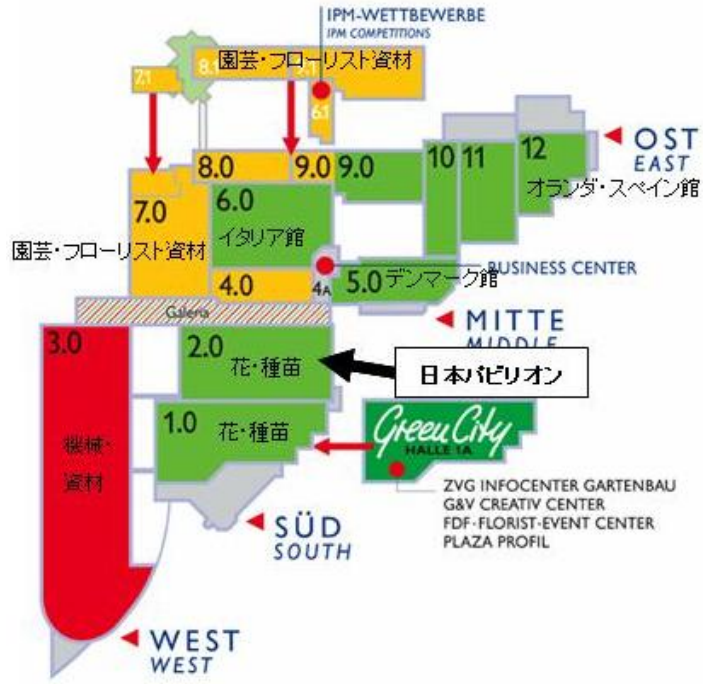 IPM-WETTBEWERBE
IPM COMPETITIONS
7.1
8.1
園芸・フローリスト資材
9.1
6.1
OST
EAST
8.0
9.0
9.0
10
11
12
オランダ・スペイン館
7.0
6.0
イタリア館
園芸・フローリスト資材
BUSINESS CENTER
4.0
4A
5.0
デンマーク館
Galeria
MITTE
MIDDLE
3.0
2.0
花・種苗
日本パビリオン
1.0
花・種苗
機械・
資材
Green City
HALLE 1A
ZVG INFOCENTER GARTENBAU
G&V CREATIV CENTER
FDF·FLORIST·EVENT CENTER
PLAZA PROFIL
SÜD
SOUTH
WEST
WEST